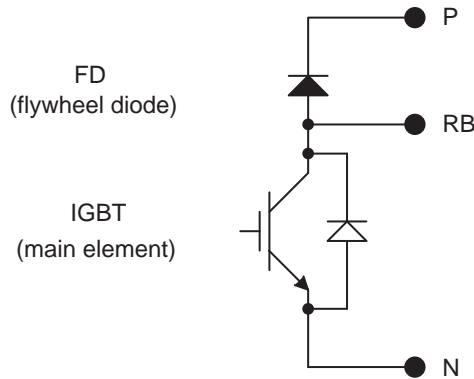 P
FD
(flywheel diode)
RB
IGBT
(main element)
N